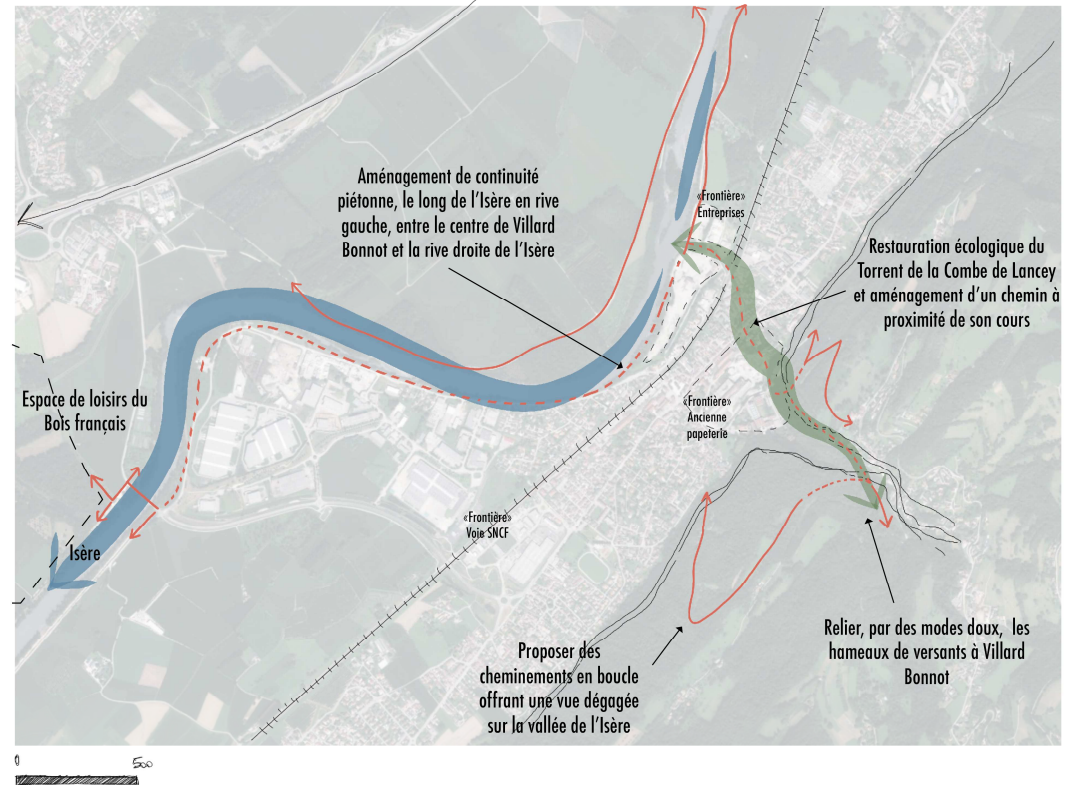 Aménagement de continuité
piétonne, le long de l'Isère en rive
gauche, entre le centre de Villard
Bonnot et la rive droite de l'Isère
«Frontière»
Entreprises
Restauration écologique du
Torrent de la Combe de Lancey
et aménagement d'un chemin à
proximité de son cours
Espace de loisirs du
Bois français
«Frontière»
Ancienne
papeterie
«Frontière»
Voie SNCF
Isère
Proposer des
cheminements en boucle
offrant une vue dégagée
sur la vallée de l'Isère
Relier, par des modes doux, les
hameaux de versants à Villard
Bonnot
0 500